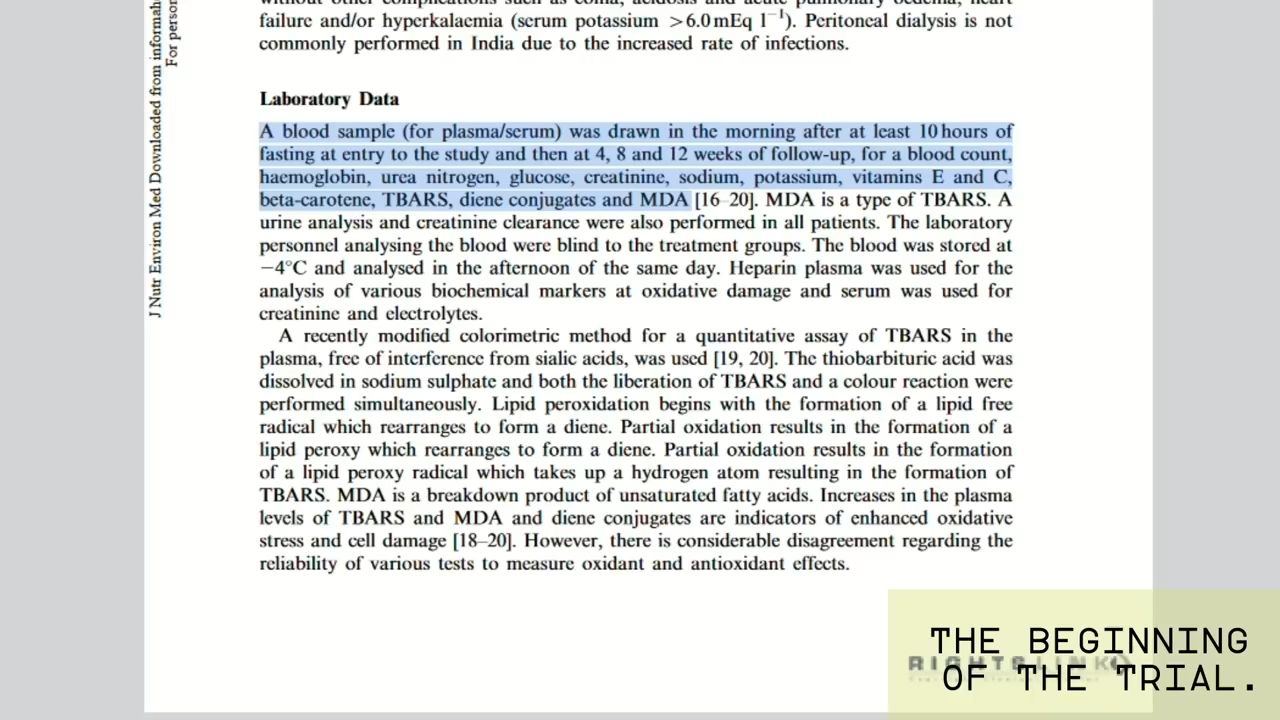 without other complications such as coma, acidosis and acute pulmonary oedema, heart
failure and/or hyperkalaemia (serum potassium >6.0 mEq l⁻¹). Peritoneal dialysis is not
commonly performed in India due to the increased rate of infections.
J Nutr Environ Med Downloaded from informah
For person
Laboratory Data
A blood sample (for plasma/serum) was drawn in the morning after at least 10 hours of
fasting at entry to the study and then at 4, 8 and 12 weeks of follow-up, for a blood count,
haemoglobin, urea nitrogen, glucose, creatinine, sodium, potassium, vitamins E and C,
beta-carotene, TBARS, diene conjugates and MDA [16–20]. MDA is a type of TBARS. A
urine analysis and creatinine clearance were also performed in all patients. The laboratory
personnel analysing the blood were blind to the treatment groups. The blood was stored at
−4°C and analysed in the afternoon of the same day. Heparin plasma was used for the
analysis of various biochemical markers at oxidative damage and serum was used for
creatinine and electrolytes.
A recently modified colorimetric method for a quantitative assay of TBARS in the
plasma, free of interference from sialic acids, was used [19, 20]. The thiobarbituric acid was
dissolved in sodium sulphate and both the liberation of TBARS and a colour reaction were
performed simultaneously. Lipid peroxidation begins with the formation of a lipid free
radical which rearranges to form a diene. Partial oxidation results in the formation of a
lipid peroxy which rearranges to form a diene. Partial oxidation results in the formation
of a lipid peroxy radical which takes up a hydrogen atom resulting in the formation of
TBARS. MDA is a breakdown product of unsaturated fatty acids. Increases in the plasma
levels of TBARS and MDA and diene conjugates are indicators of enhanced oxidative
stress and cell damage [18–20]. However, there is considerable disagreement regarding the
reliability of various tests to measure oxidant and antioxidant effects.
RIGHTSLINK
THE BEGINNING
OF THE TRIAL.